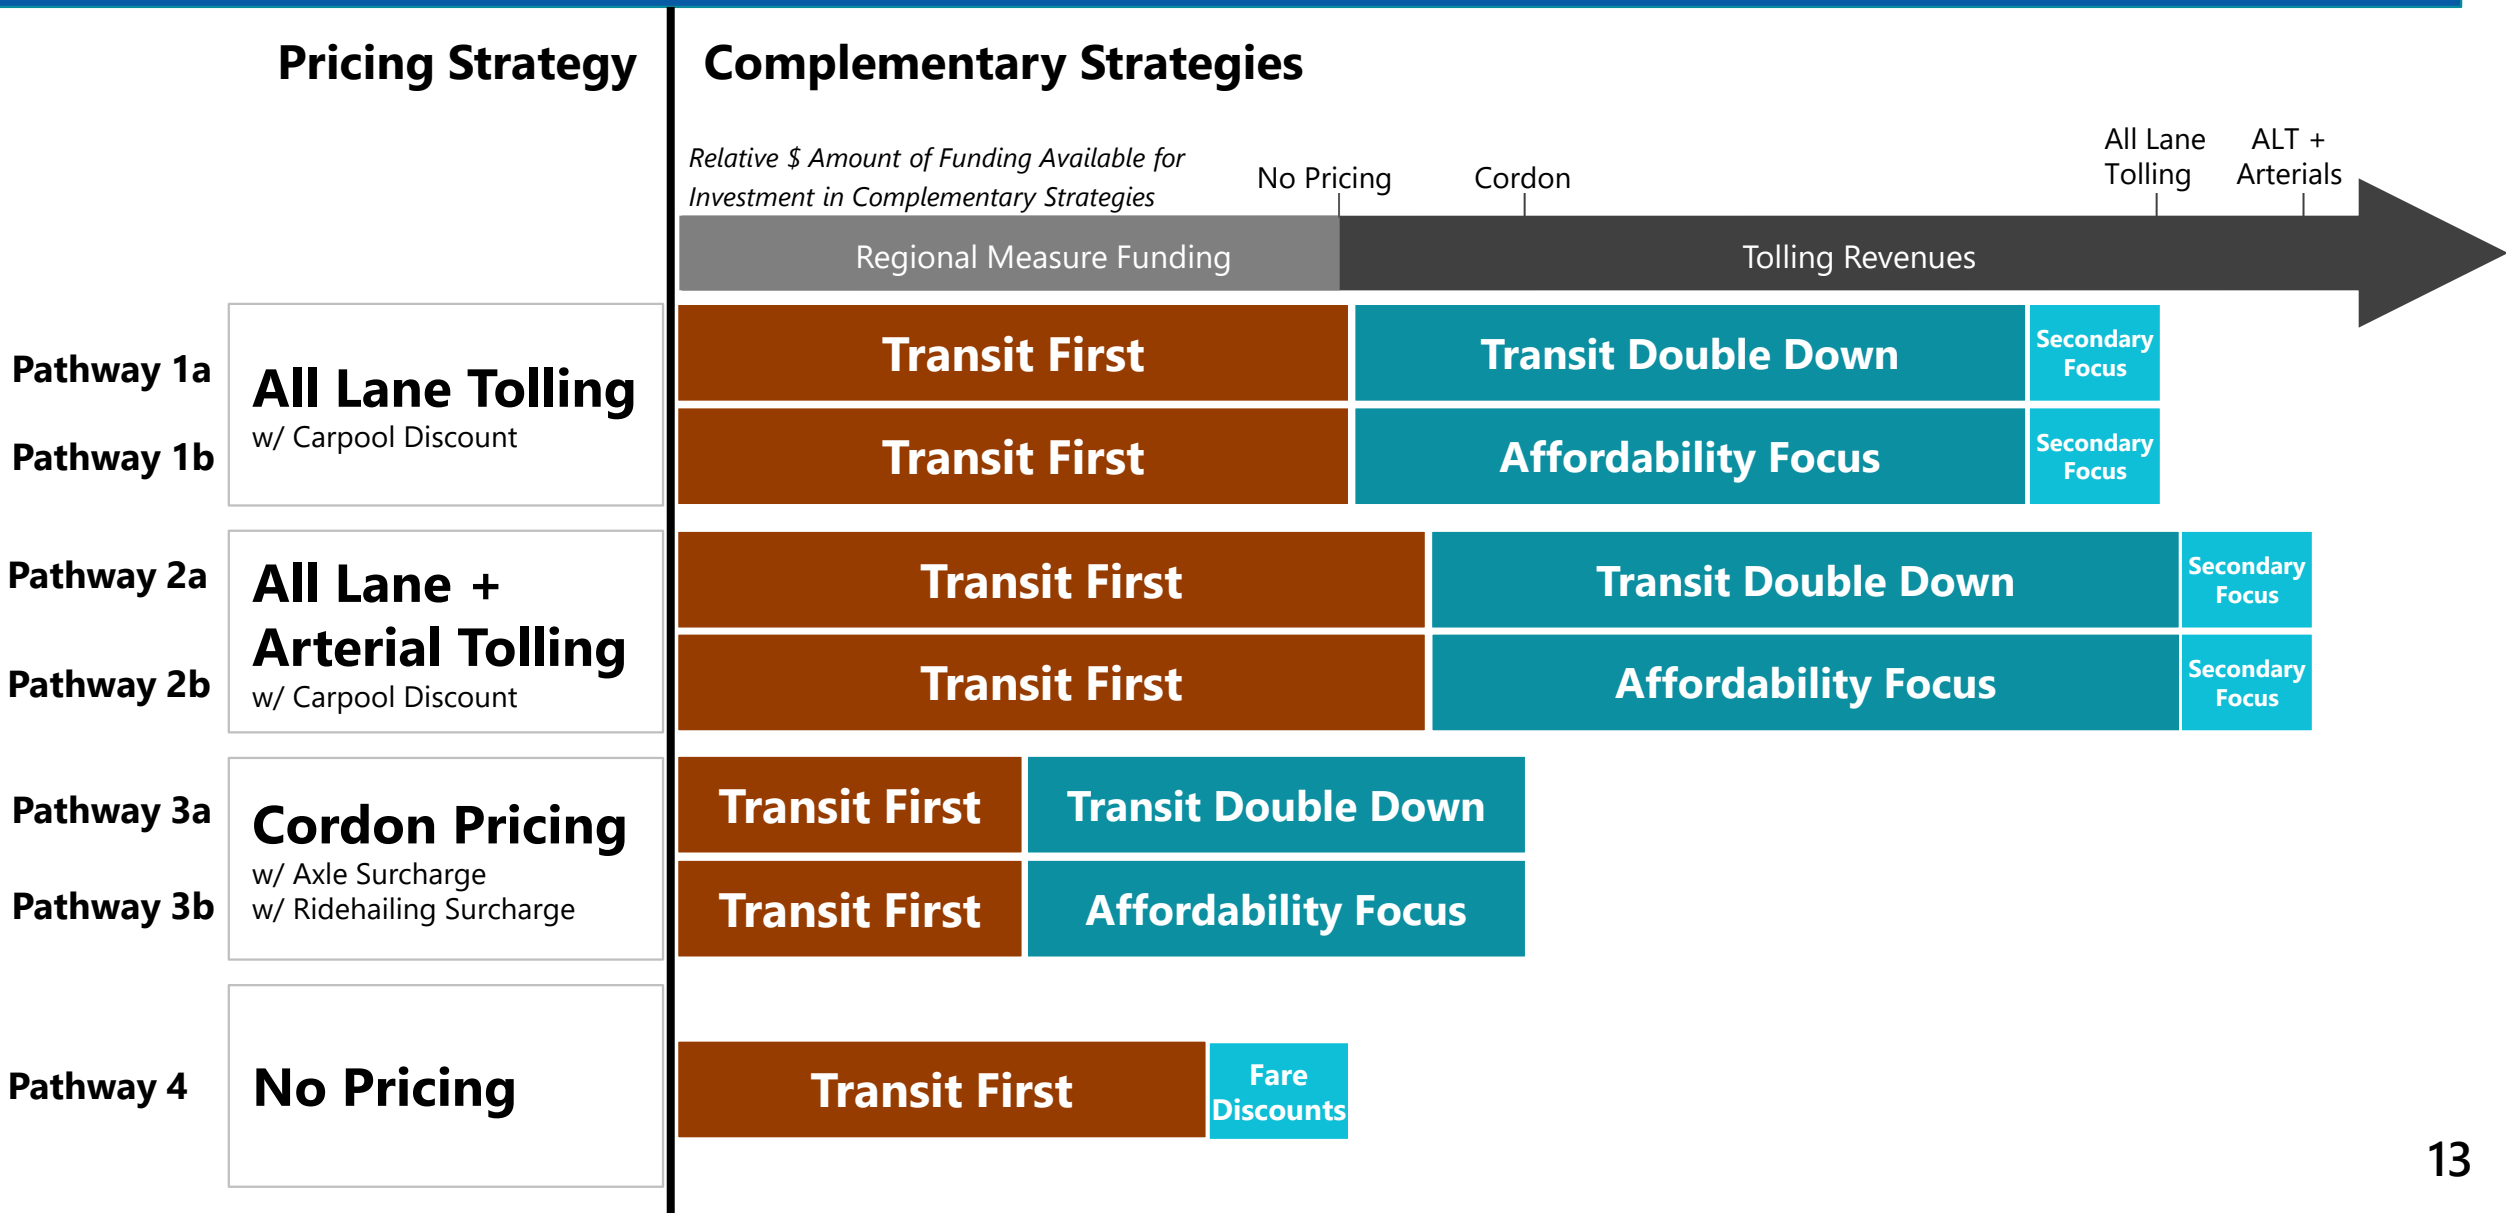 Pricing Strategy
Complementary Strategies
Relative $ Amount of Funding Available for
Investment in Complementary Strategies
No Pricing
Cordon
All Lane
Tolling
ALT +
Arterials
Regional Measure Funding
Tolling Revenues
Pathway 1a
Pathway 1b
All Lane Tolling
w/ Carpool Discount
Transit First
Transit Double Down
Secondary
Focus
Transit First
Affordability Focus
Secondary
Focus
Pathway 2a
Pathway 2b
All Lane +
Arterial Tolling
w/ Carpool Discount
Transit First
Transit Double Down
Secondary
Focus
Transit First
Affordability Focus
Secondary
Focus
Pathway 3a
Pathway 3b
Cordon Pricing
w/ Axle Surcharge
w/ Ridehailing Surcharge
Transit First
Transit Double Down
Transit First
Affordability Focus
Pathway 4
No Pricing
Transit First
Fare
Discounts
13